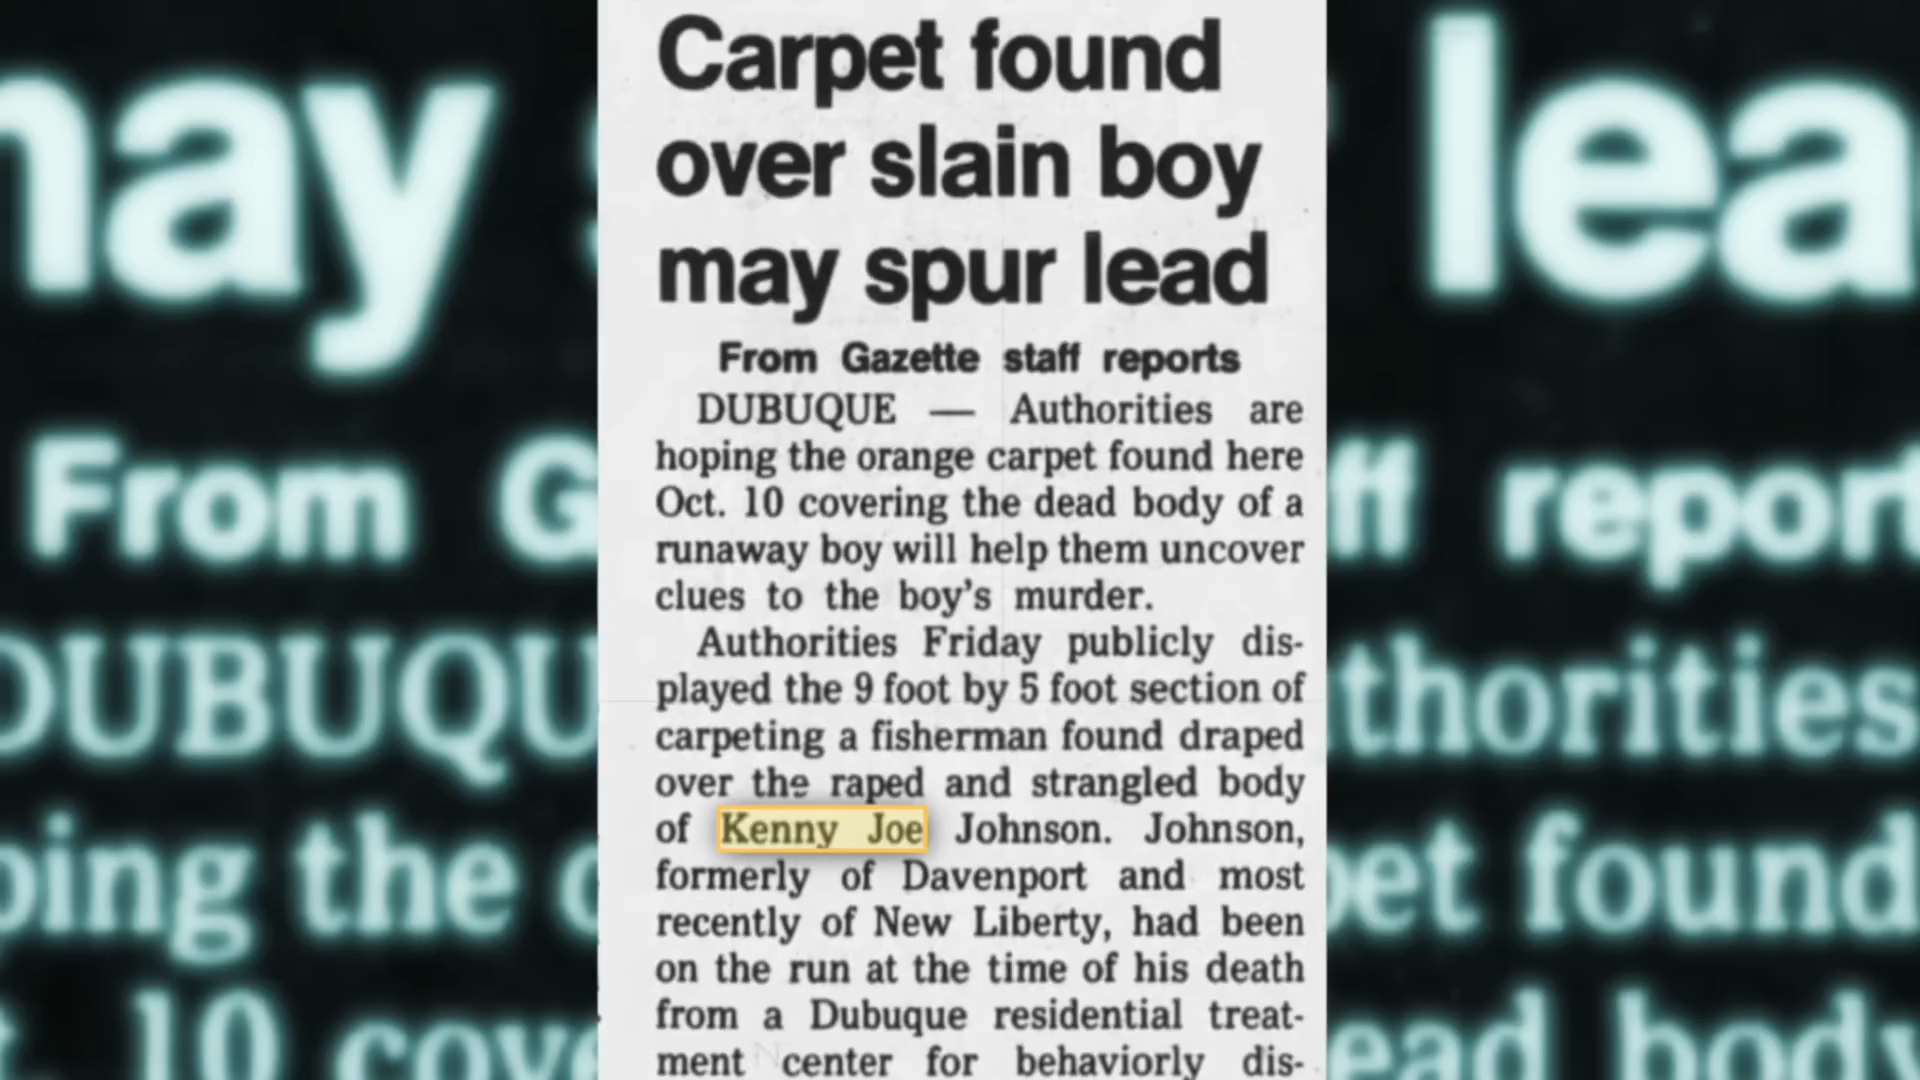 Carpet found
over slain boy
may spur lead
From Gazette staff reports
DUBUQUE — Authorities are
hoping the orange carpet found here
Oct. 10 covering the dead body of a
runaway boy will help them uncover
clues to the boy's murder.
Authorities Friday publicly dis-
played the 9 foot by 5 foot section of
carpeting a fisherman found draped
over the raped and strangled body
of Kenny Joe Johnson. Johnson,
formerly of Davenport and most
recently of New Liberty, had been
on the run at the time of his death
from a Dubuque residential treat-
ment center for behaviorly dis-